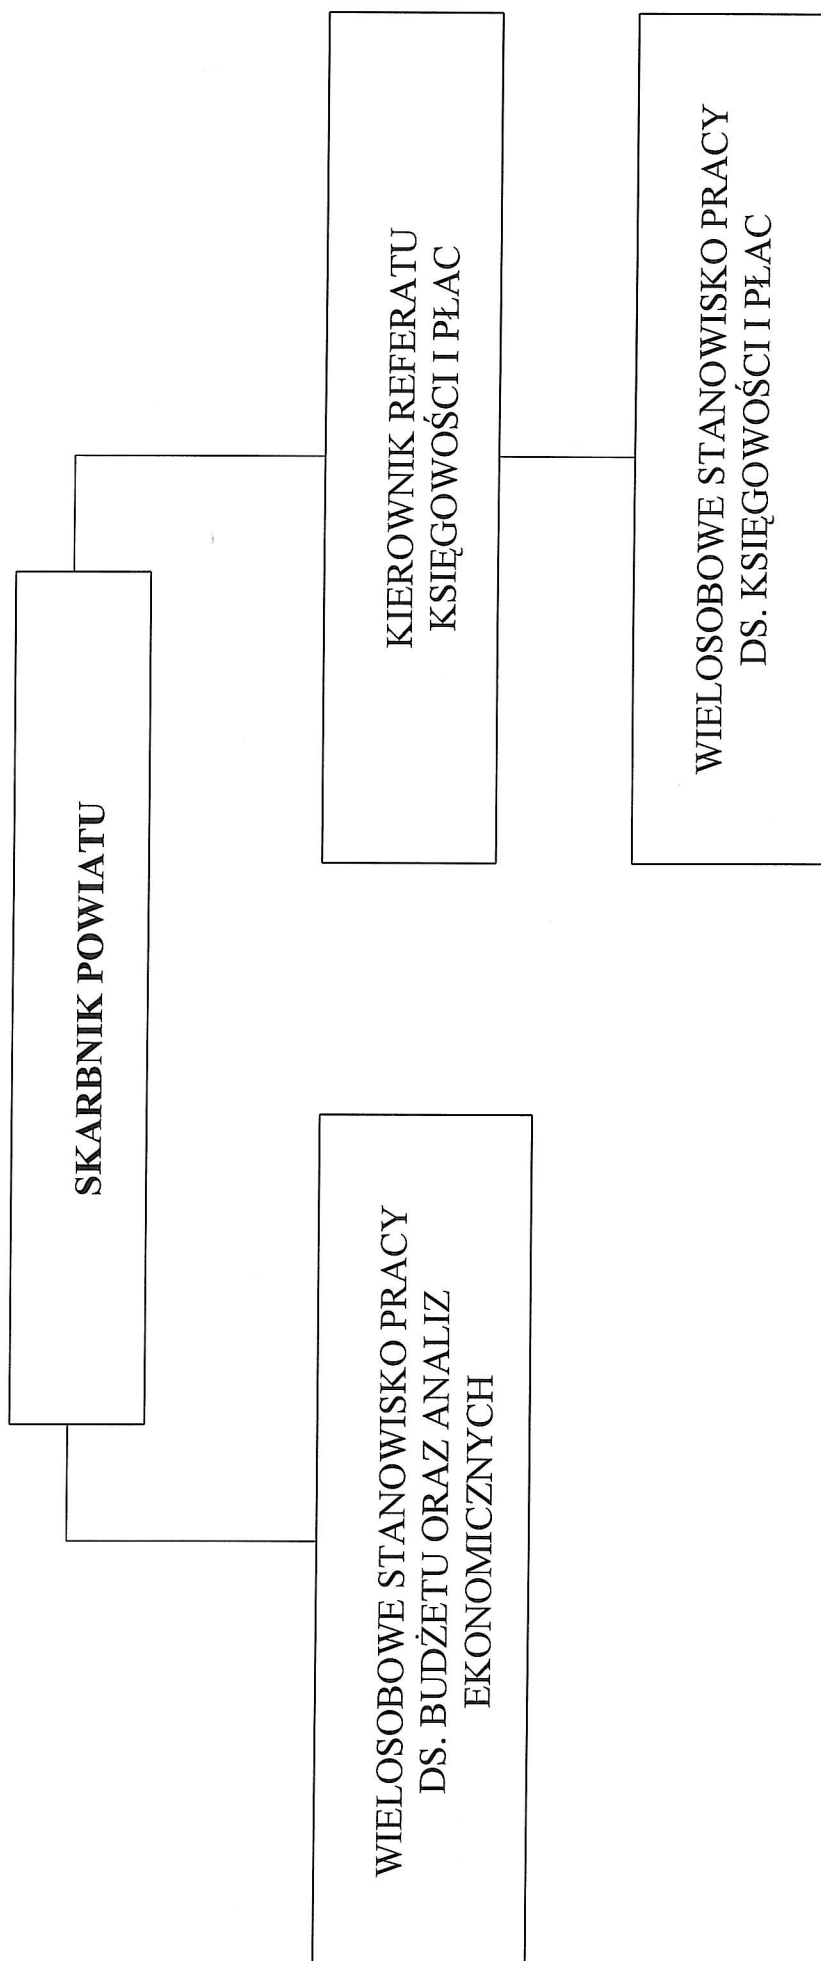 SKARBNIK POWIATU
WIELOSOBOWE STANOWISKO PRACY
DS. BUDŻETU ORAZ ANALIZ
EKONOMICZNYCH
KIEROWNIK REFERATU
KSIĘGOWOŚCI I PŁAC
WIELOSOBOWE STANOWISKO PRACY
DS. KSIĘGOWOŚCI I PŁAC